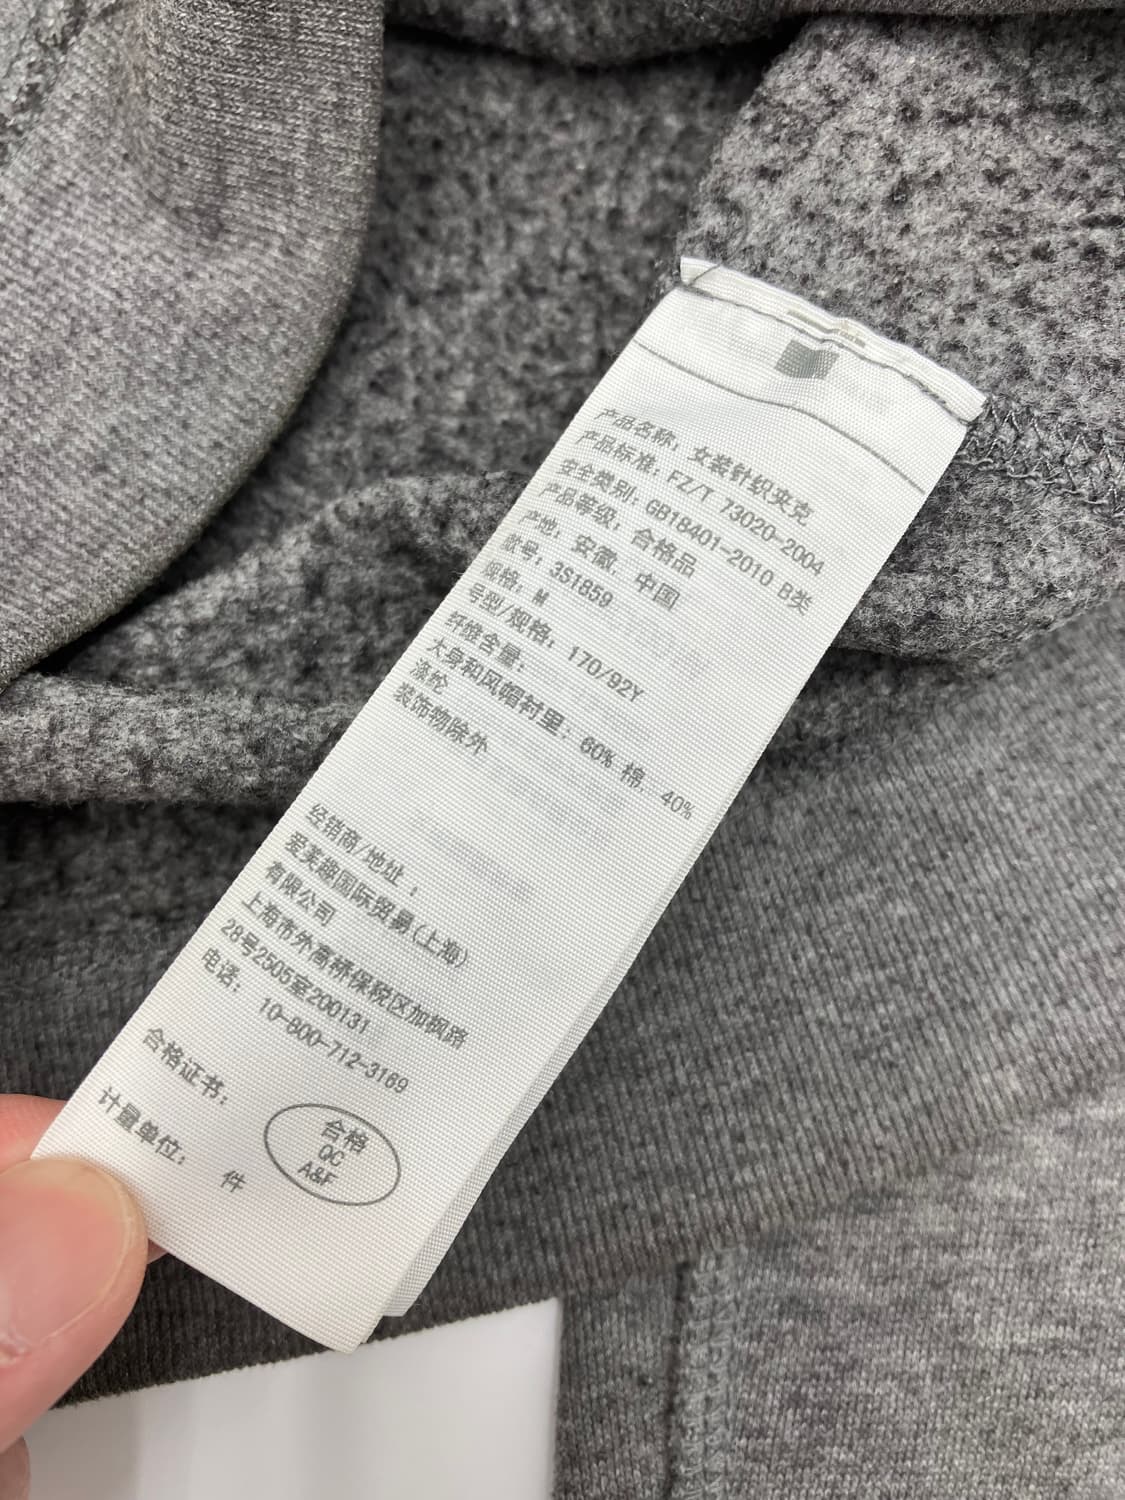 产品名称: 女装针织夹克
产品标准: FZ/T 73020-2004
安全类别: GB18401-2010 B类
产品等级: 合格品
产地: 安徽, 中国
款号: 3S1859
规格: M
号型/规格: 170/92Y
纤维含量:
大身和风帽衬里: 60% 棉, 40%
涤纶
装饰物除外
经销商/地址:
爱芙趣国际贸易(上海)
有限公司
上海市外高桥保税区加枫路
28号2505室200131
电话: 10-800-712-3169
合格证书:
合格
QC
A&F
计量单位: 件